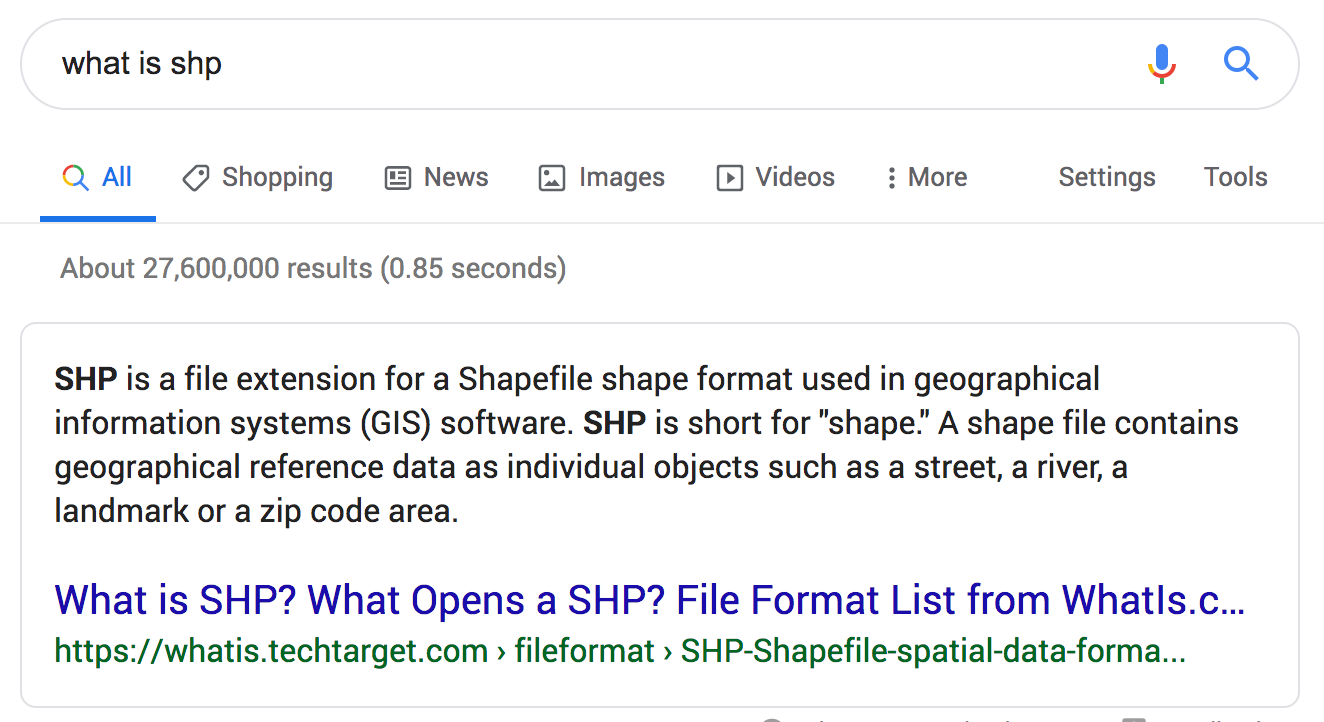 what is shp
All Shopping News Images Videos More Settings Tools
About 27,600,000 results (0.85 seconds)
SHP is a file extension for a Shapefile shape format used in geographical
information systems (GIS) software. SHP is short for "shape." A shape file contains
geographical reference data as individual objects such as a street, a river, a
landmark or a zip code area.
What is SHP? What Opens a SHP? File Format List from WhatIs.c...
https://whatis.techtarget.com › fileformat › SHP-Shapefile-spatial-data-forma...